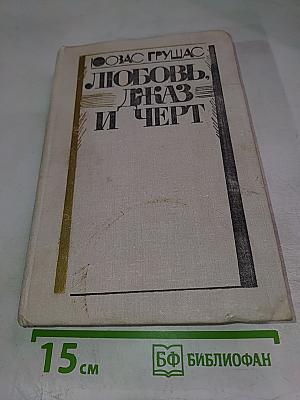 ЮОЗАС ГРУШАС
ЛЮБОВЬ,
ДЖАЗ
И ЧЕРТ
15 см
БФ БИБЛИОФАН